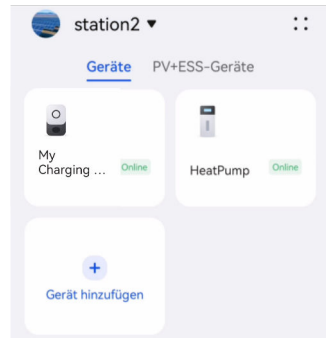 station2
Geräte PV+ESS-Geräte
My
Charging ... Online
HeatPump Online
Gerät hinzufügen